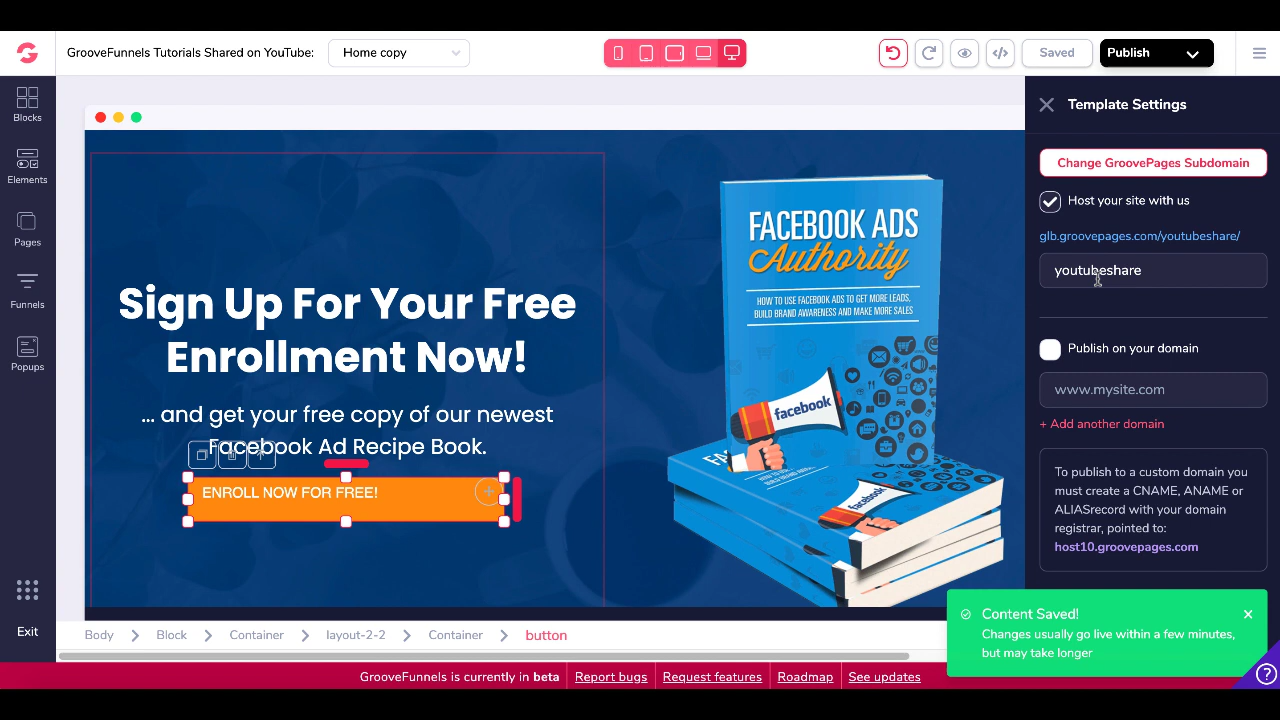 GrooveFunnels Tutorials Shared on YouTube:
Home copy
Saved
Publish
Blocks
Elements
Pages
Funnels
Popups
Exit
Sign Up For Your Free
Enrollment Now!
... and get your free copy of our newest
Facebook Ad Recipe Book.
ENROLL NOW FOR FREE!
FACEBOOK ADS
Authority
HOW TO USE FACEBOOK ADS TO GET MORE LEADS,
BUILD BRAND AWARENESS AND MAKE MORE SALES
facebook
facebook
Template Settings
Change GroovePages Subdomain
Host your site with us
glb.groovepages.com/youtubeshare/
youtubeshare
Publish on your domain
www.mysite.com
+ Add another domain
To publish to a custom domain you
must create a CNAME, ANAME or
ALIASrecord with your domain
registrar, pointed to:
host10.groovepages.com
Content Saved!
Changes usually go live within a few minutes,
but may take longer
Body
Block
Container
layout-2-2
Container
button
GrooveFunnels is currently in beta
Report bugs
Request features
Roadmap
See updates